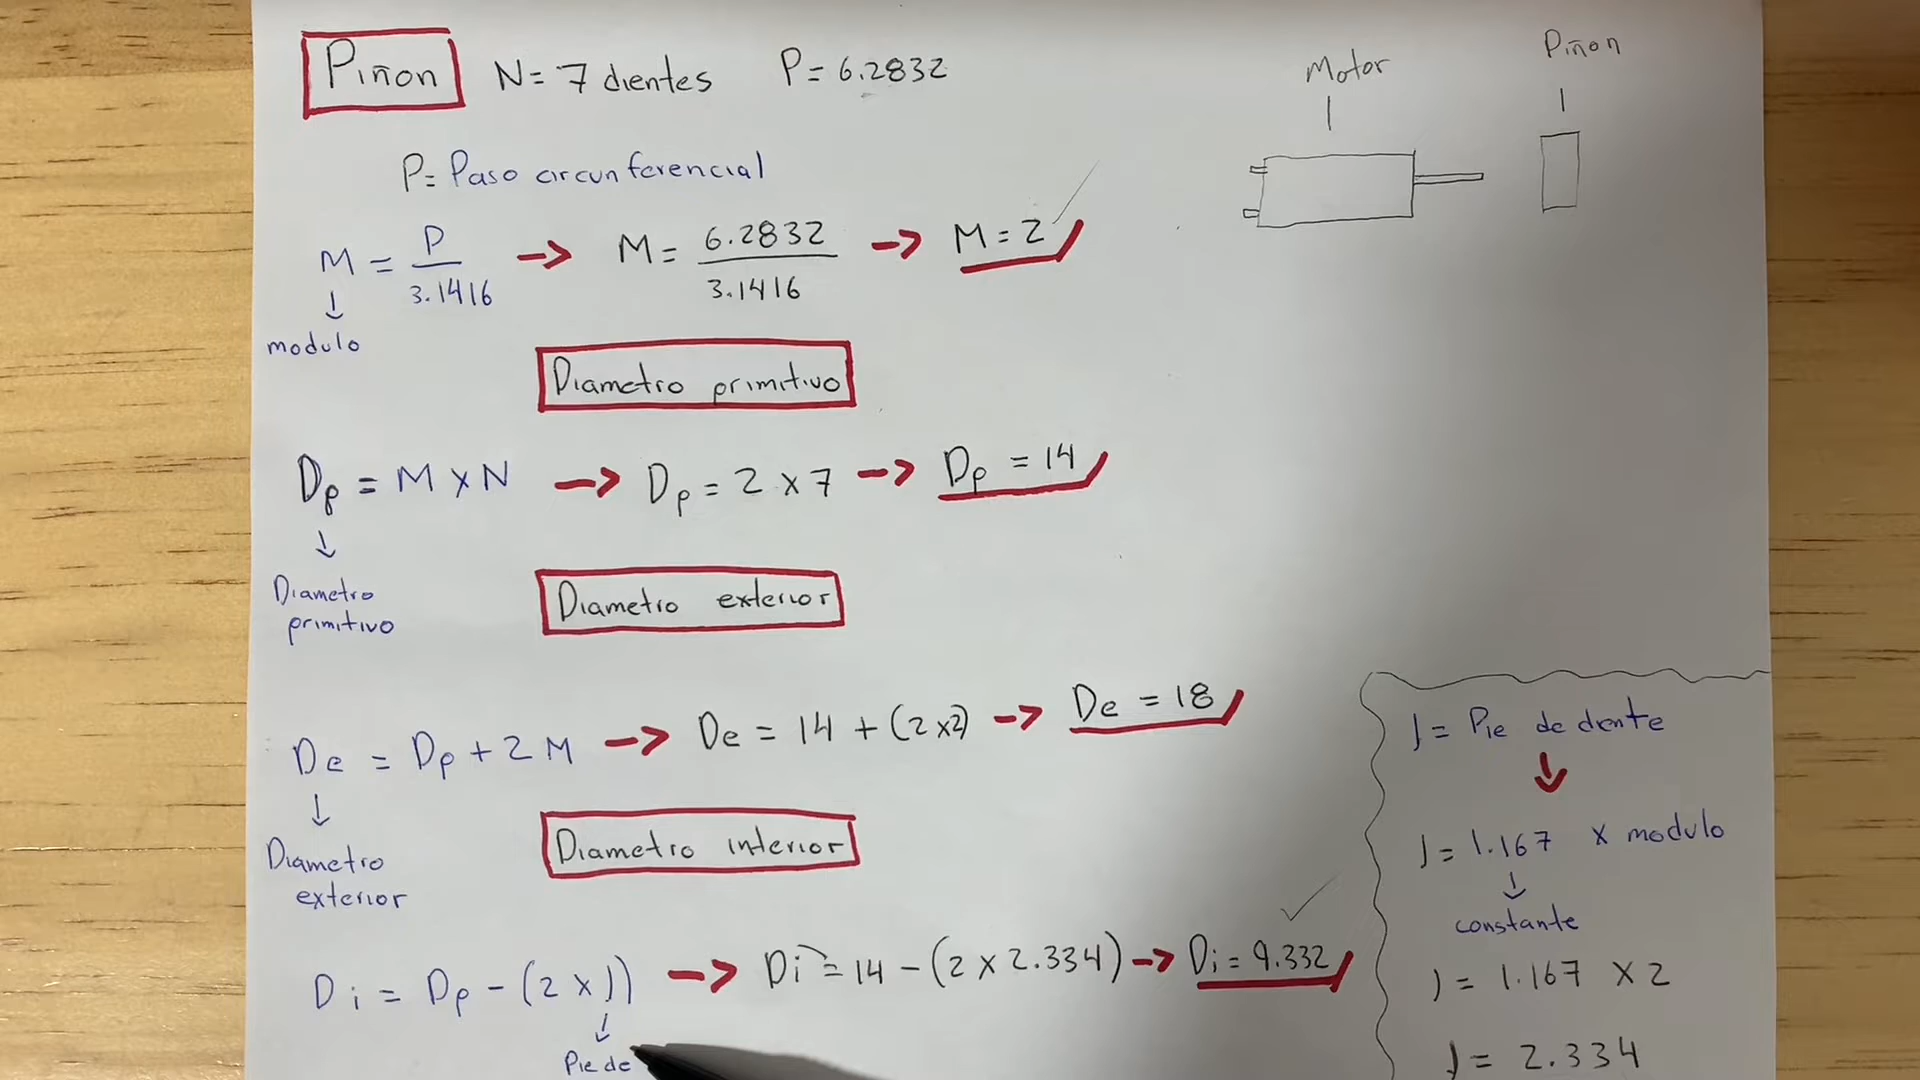 Piñon N= 7 dientes P= 6.2832
Motor
Piñon
P= Paso circunferencial
M = P / 3.1416 -> M = 6.2832 / 3.1416 -> M = 2
↓
modulo
Diametro primitivo
Dp = M x N -> Dp = 2 x 7 -> Dp = 14
↓
Diametro
primitivo
Diametro exterior
De = Dp + 2 M -> De = 14 + (2x2) -> De = 18
↓
Diametro
exterior
Diametro interior
Di = Dp - (2 x J) -> Di = 14 - (2 x 2.334) -> Di = 9.332
↓
Pie de
J = Pie de diente
↓
J = 1.167 x modulo
↓
constante
J = 1.167 x 2
J = 2.334